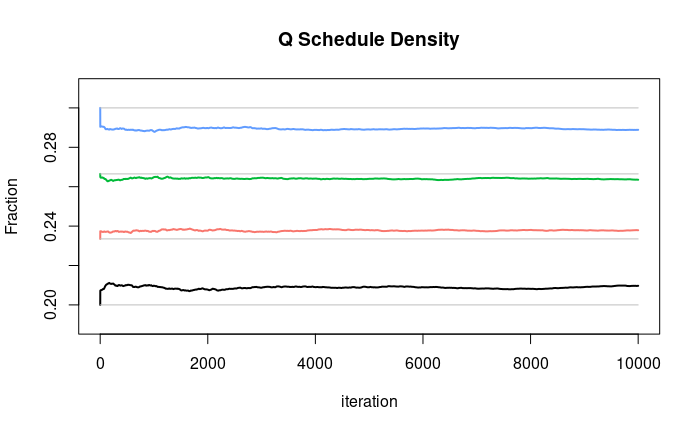 Q Schedule Density
Fraction
0.28
0.24
0.20
0 2000 4000 6000 8000 10000
iteration